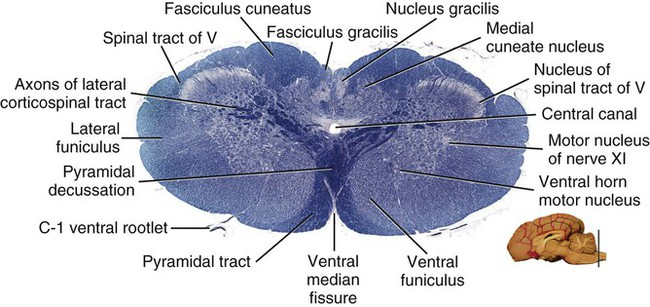 Fasciculus cuneatus
Nucleus gracilis
Spinal tract of V
Fasciculus gracilis
Medial
cuneate nucleus
Axons of lateral
corticospinal tract
Nucleus of
spinal tract of V
Central canal
Lateral
funiculus
Motor nucleus
of nerve XI
Pyramidal
decussation
Ventral horn
motor nucleus
C-1 ventral rootlet
Pyramidal tract
Ventral
median
fissure
Ventral
funiculus